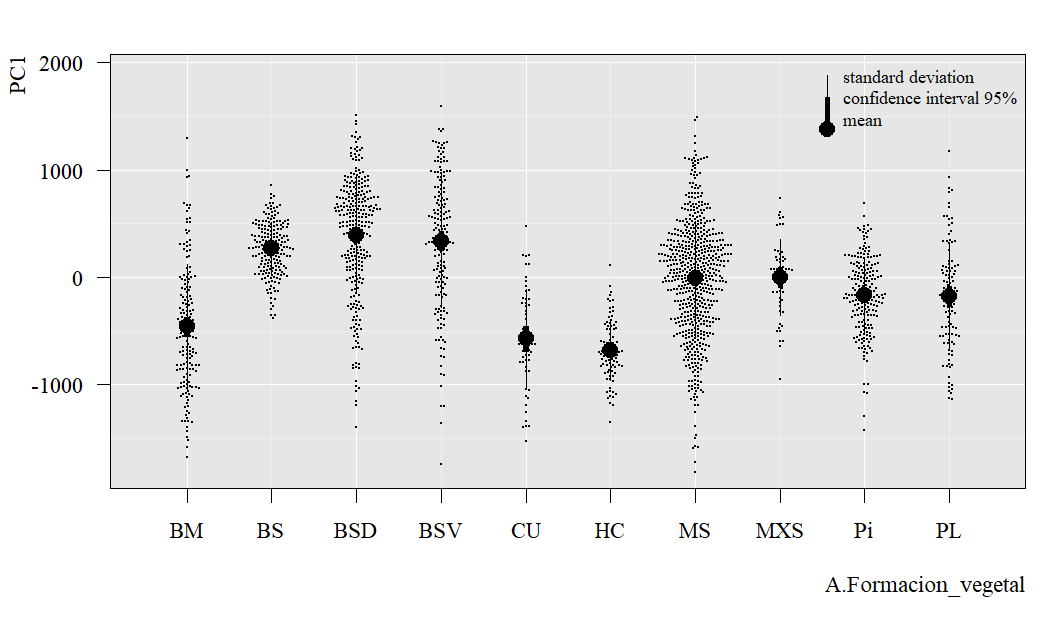 PC1
2000
1000
0
-1000
standard deviation
confidence interval 95%
mean
BM BS BSD BSV CU HC MS MXS Pi PL
A.Formacion_vegetal